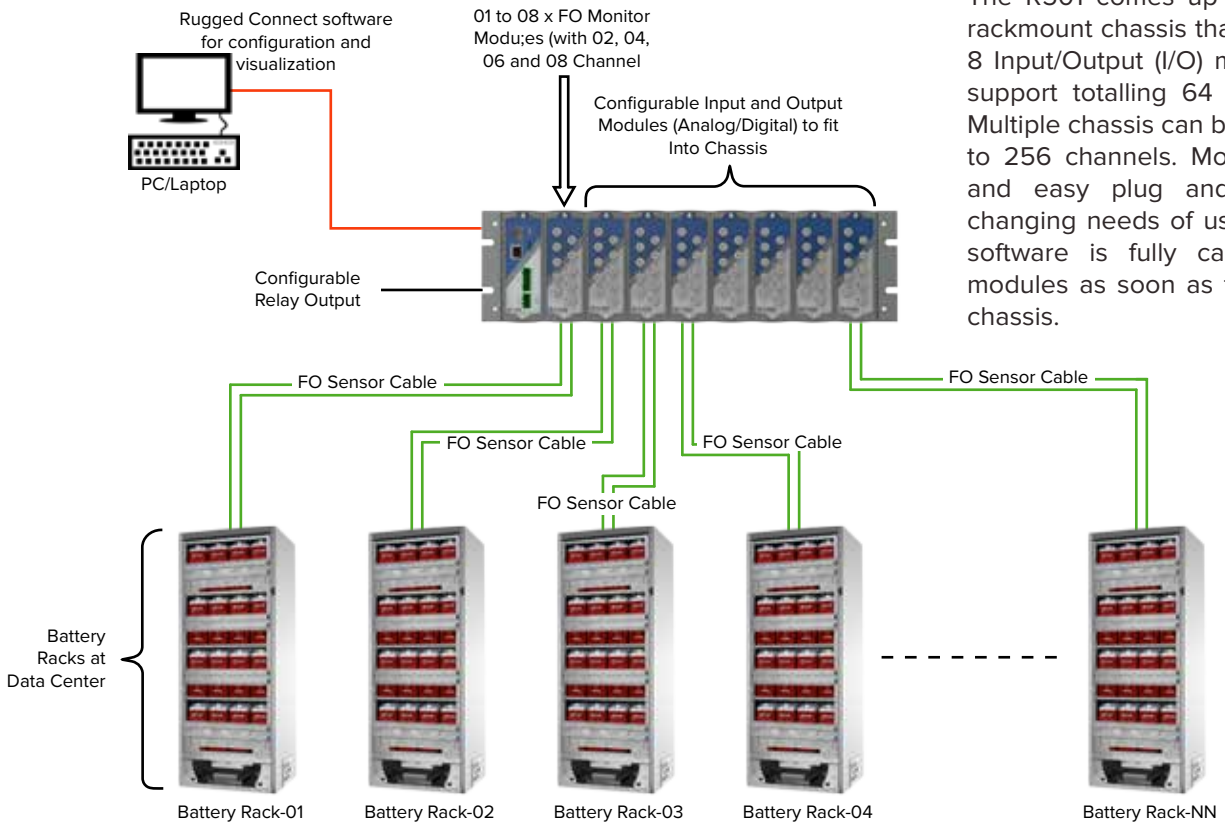 Rugged Connect software
for configuration and
visualization
01 to 08 x FO Monitor
Modu;es (with 02, 04,
06 and 08 Channel
Configurable Input and Output
Modules (Analog/Digital) to fit
Into Chassis
PC/Laptop
Configurable
Relay Output
rackmount chassis
8 Input/Output (I/O)
support totalling 64
Multiple chassis can
to 256 channels.
and easy plug and
changing needs of
software is fully
modules as soon as
chassis.
FO Sensor Cable
FO Sensor Cable
FO Sensor Cable
FO Sensor Cable
FO Sensor Cable
Battery
Racks at
Data Center
Battery Rack-01
Battery Rack-02
Battery Rack-03
Battery Rack-04
Battery Rack-NN